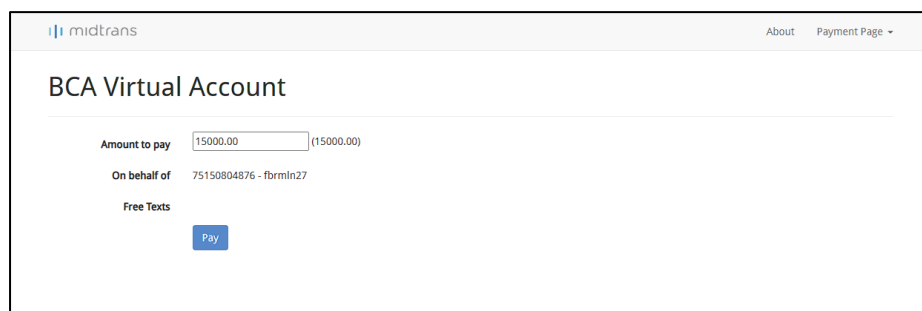 midtrans
About Payment Page
BCA Virtual Account
Amount to pay 15000.00 (15000.00)
On behalf of 75150804876 - fbrmln27
Free Texts
Pay